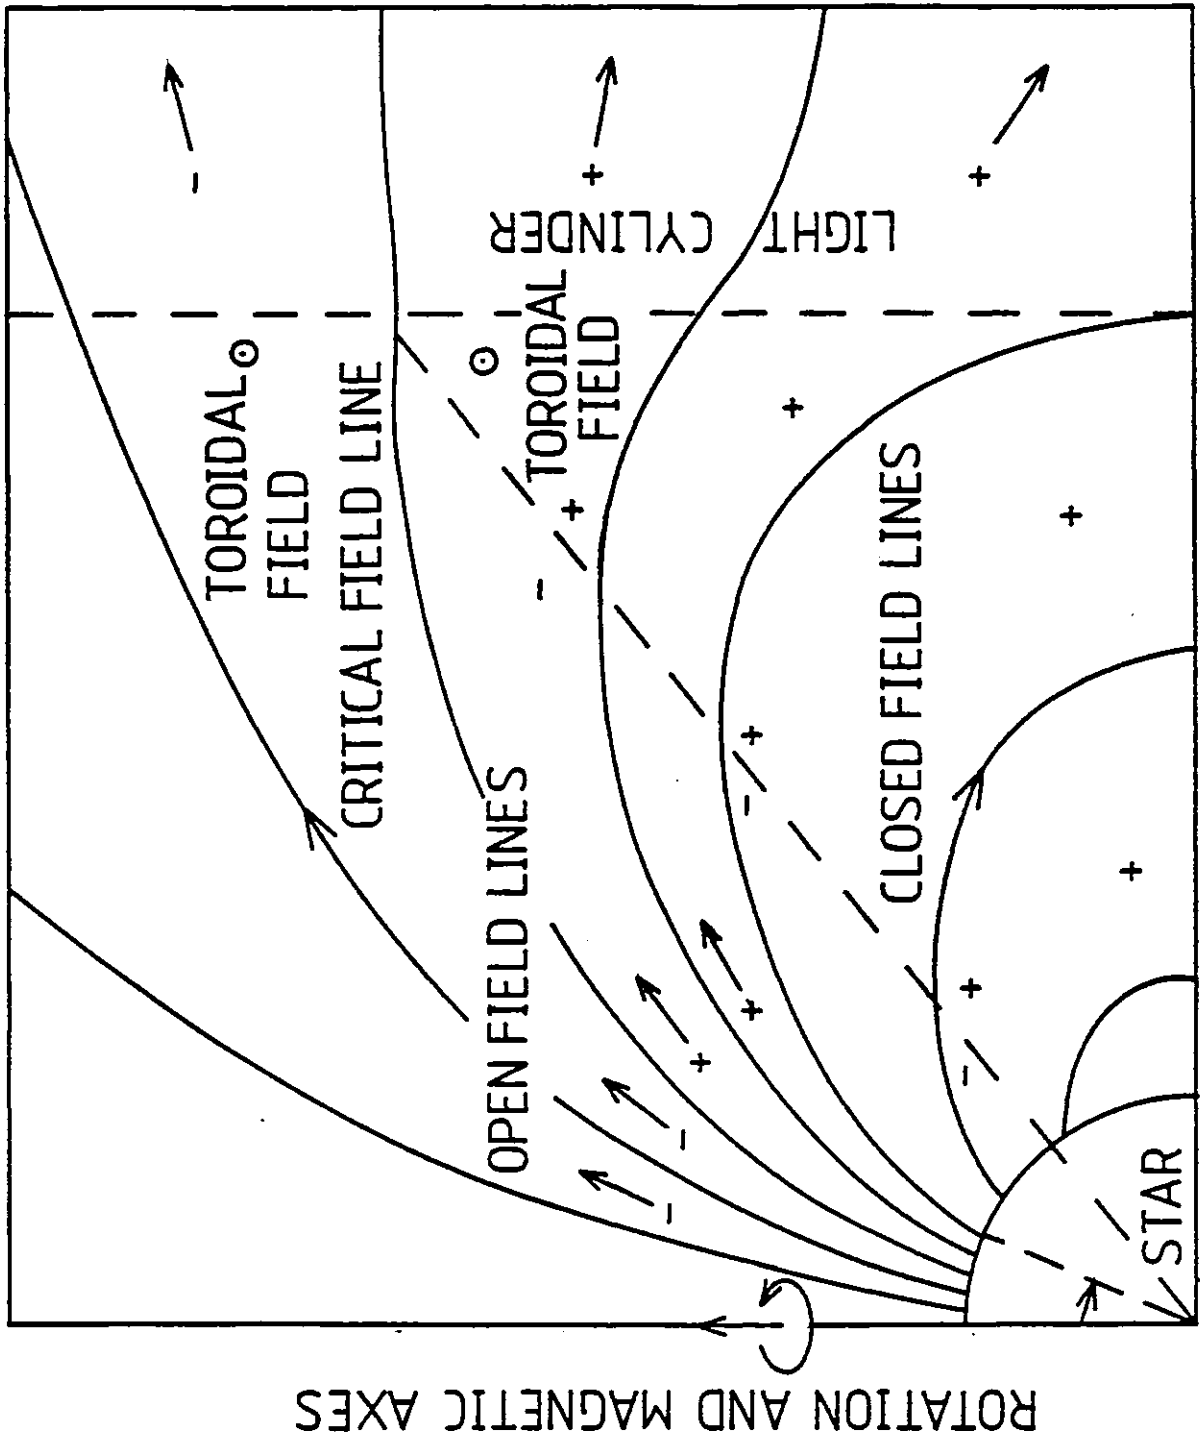 TOROIDAL
FIELD
CRITICAL FIELD LINE
LIGHT CYLINDER
TOROIDAL
FIELD
OPEN FIELD LINES
CLOSED FIELD LINES
STAR
ROTATION AND MAGNETIC AXES